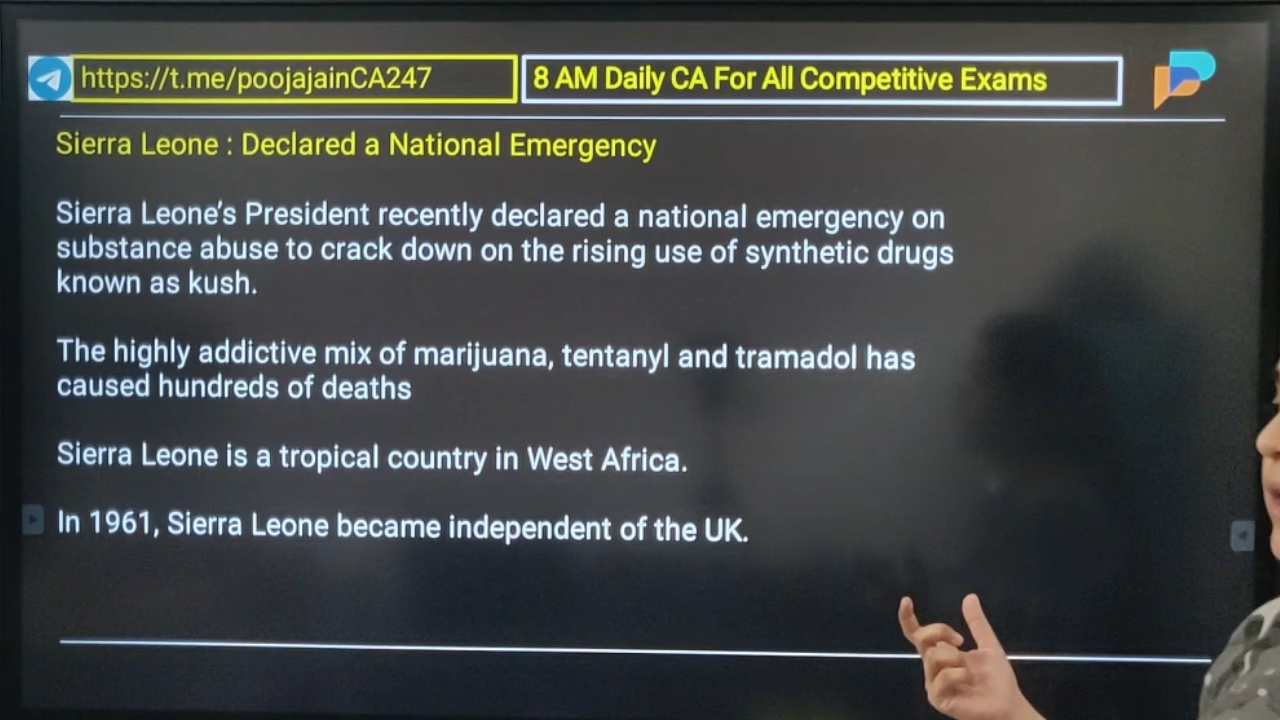 https://t.me/poojajainCA247
8 AM Daily CA For All Competitive Exams
Sierra Leone : Declared a National Emergency
Sierra Leone's President recently declared a national emergency on
substance abuse to crack down on the rising use of synthetic drugs
known as kush.
The highly addictive mix of marijuana, tentanyl and tramadol has
caused hundreds of deaths
Sierra Leone is a tropical country in West Africa.
In 1961, Sierra Leone became independent of the UK.